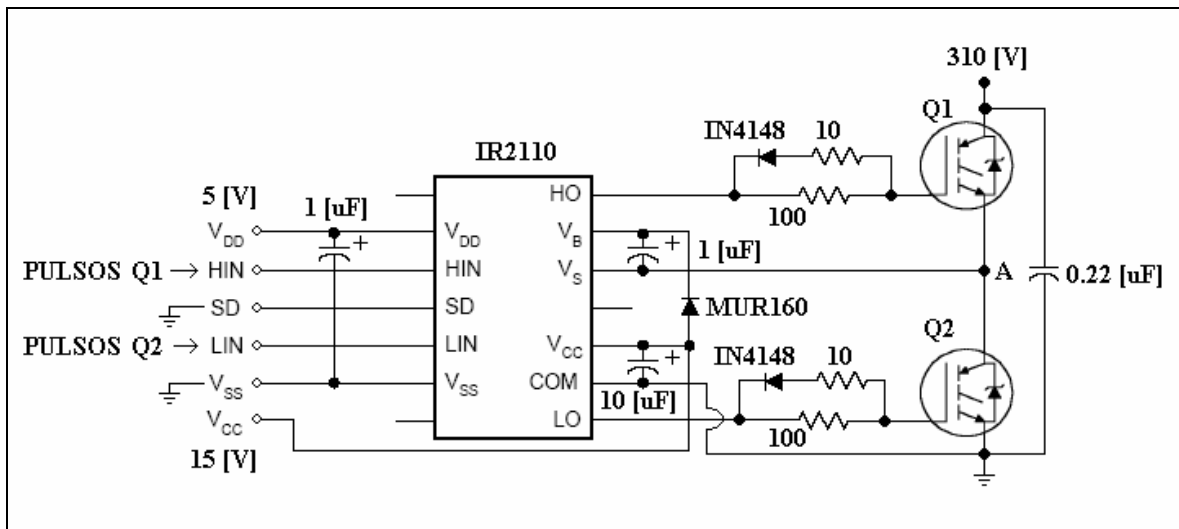 310 [V]
Q1
IN4148
10
IR2110
5 [V]
1 [uF]
HO
100
V_DD
V_DD
V_B
1 [uF]
PULSOS Q1
HIN
HIN
V_S
A
0.22 [uF]
SD
SD
MUR160
Q2
PULSOS Q2
LIN
LIN
V_CC
IN4148
10
V_SS
V_SS
COM
10 [uF]
V_CC
LO
100
15 [V]